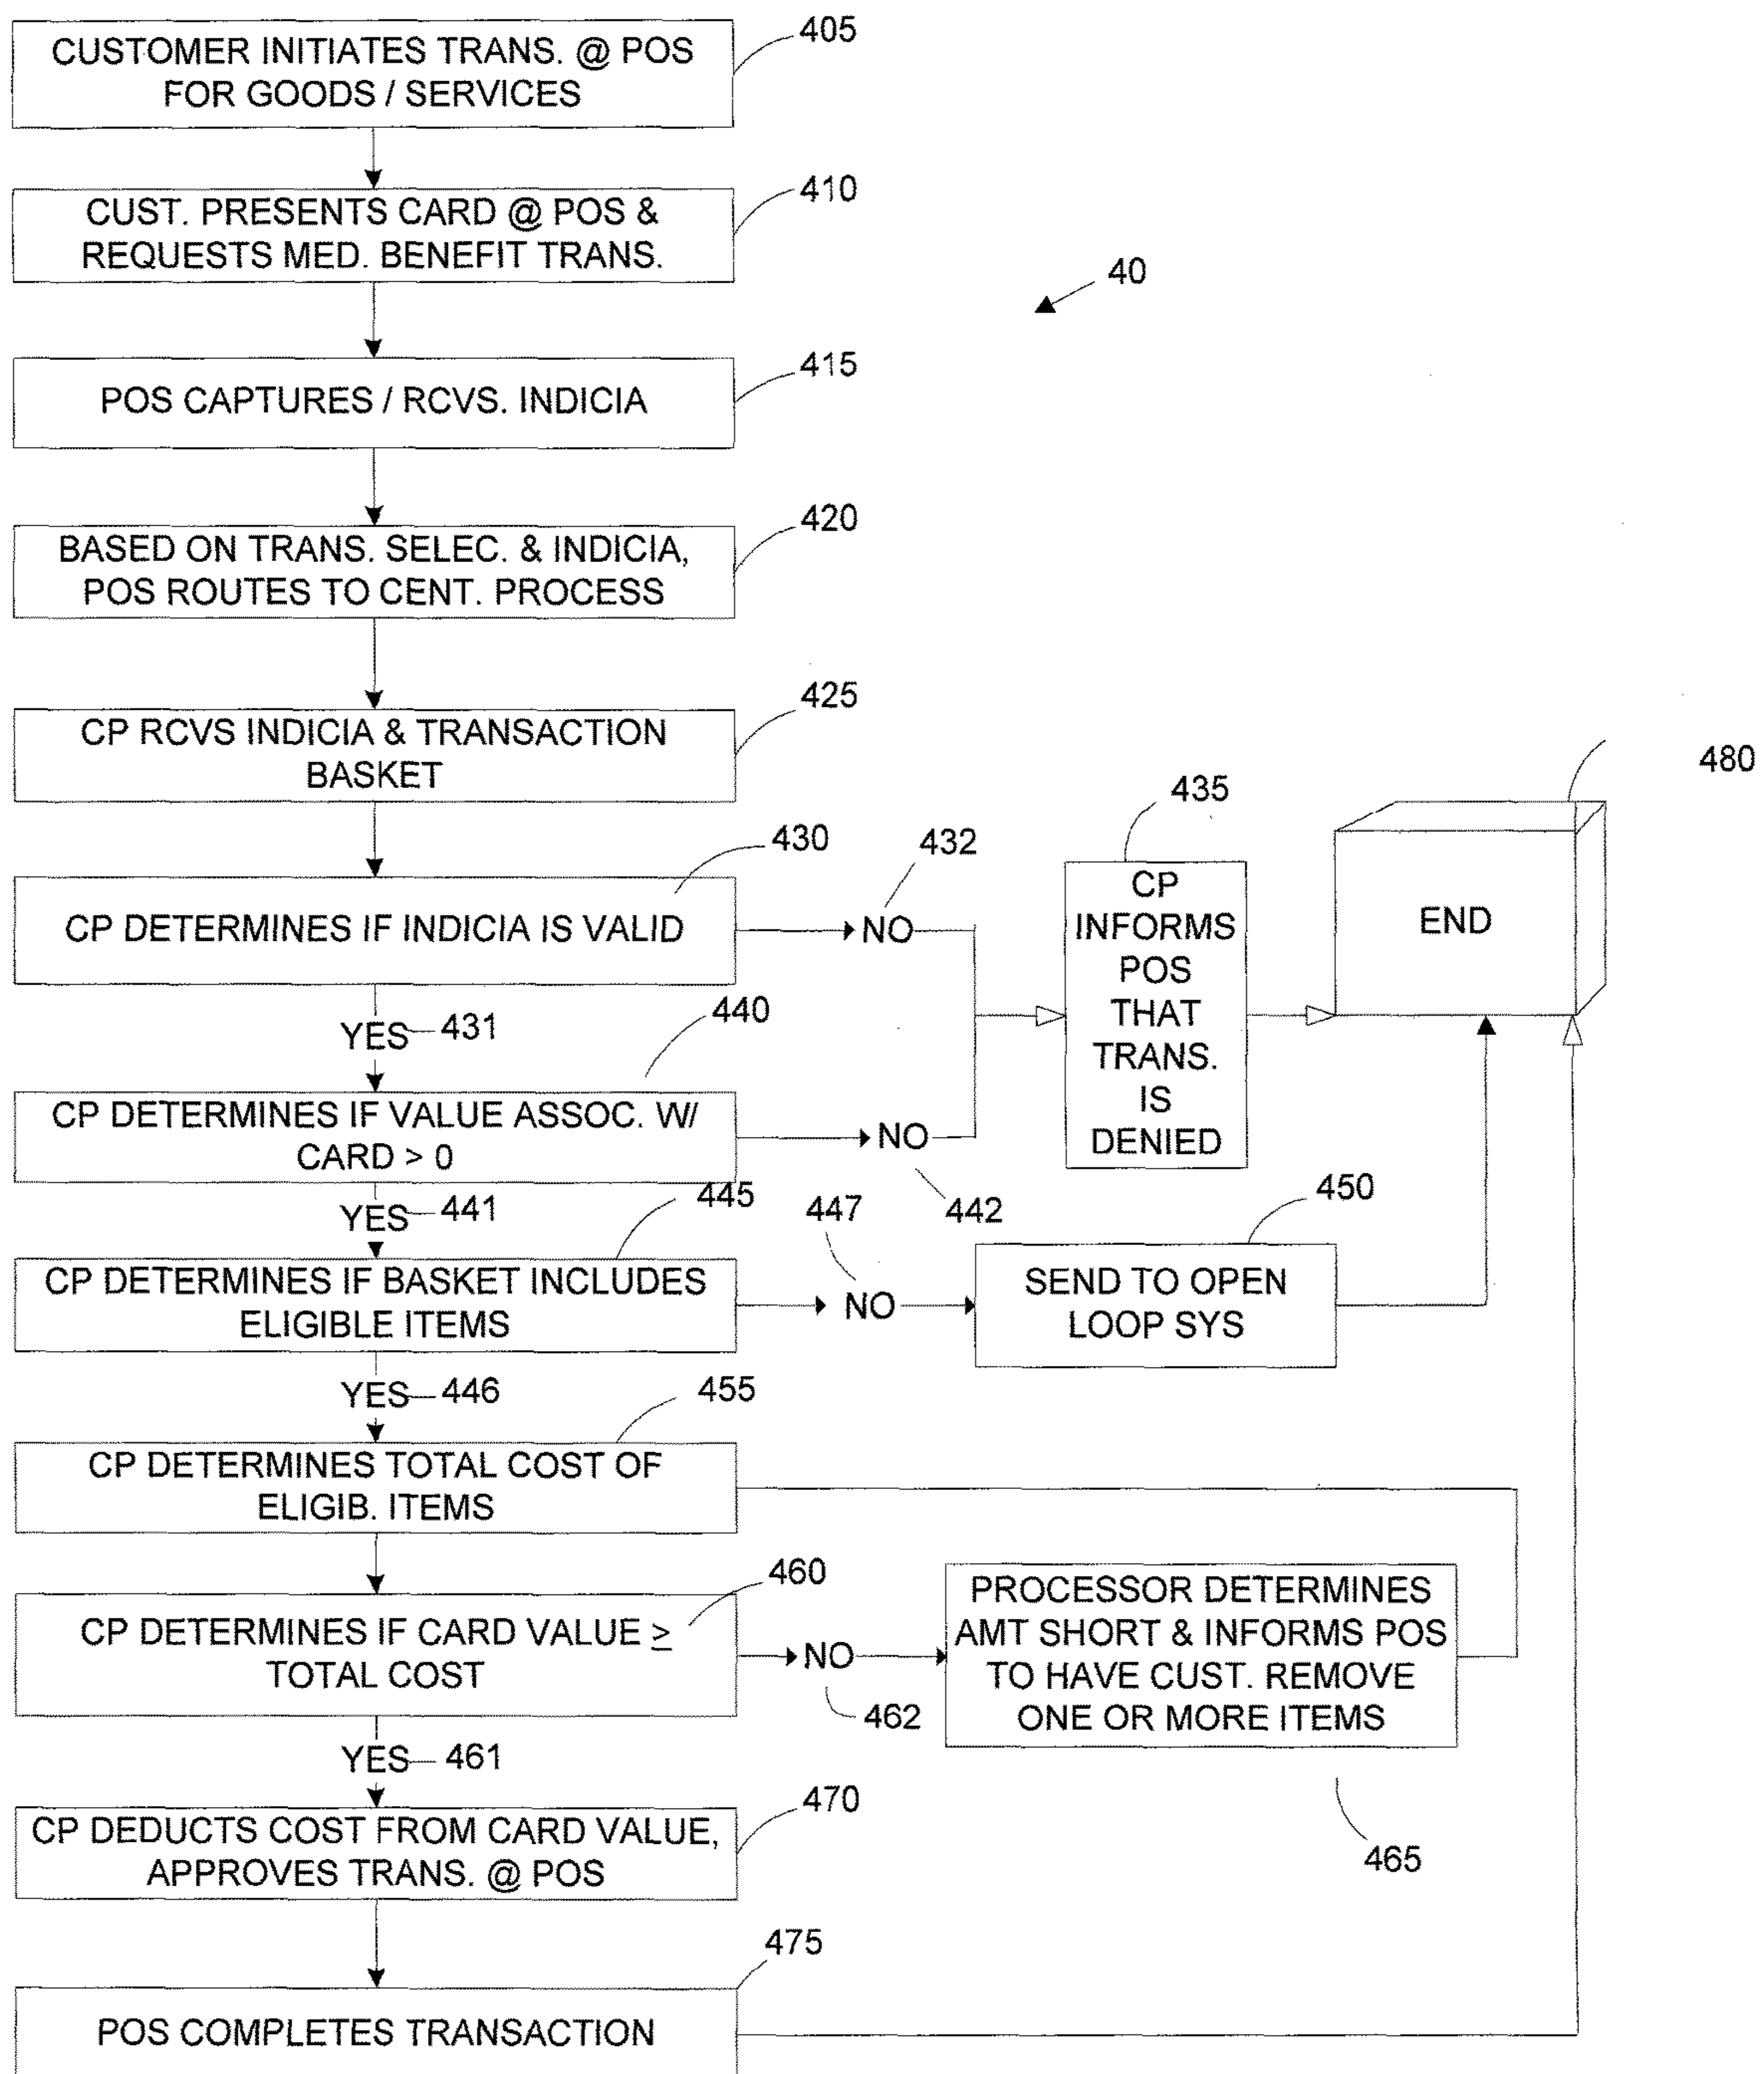 405
CUSTOMER INITIATES TRANS. @ POS
FOR GOODS / SERVICES
410
CUST. PRESENTS CARD @ POS &
REQUESTS MED. BENEFIT TRANS.
40
415
POS CAPTURES / RCVS. INDICIA
420
BASED ON TRANS. SELEC. & INDICIA,
POS ROUTES TO CENT. PROCESS
425
CP RCVS INDICIA & TRANSACTION
BASKET
430
CP DETERMINES IF INDICIA IS VALID
432
NO
435
CP
INFORMS
POS
THAT
TRANS.
IS
DENIED
480
END
YES
431
440
CP DETERMINES IF VALUE ASSOC. W/
CARD > 0
NO
442
YES
441
445
CP DETERMINES IF BASKET INCLUDES
ELIGIBLE ITEMS
447
NO
450
SEND TO OPEN
LOOP SYS
YES
446
455
CP DETERMINES TOTAL COST OF
ELIGIB. ITEMS
460
CP DETERMINES IF CARD VALUE ≥
TOTAL COST
NO
462
PROCESSOR DETERMINES
AMT SHORT & INFORMS POS
TO HAVE CUST. REMOVE
ONE OR MORE ITEMS
465
YES
461
470
CP DEDUCTS COST FROM CARD VALUE,
APPROVES TRANS. @ POS
475
POS COMPLETES TRANSACTION